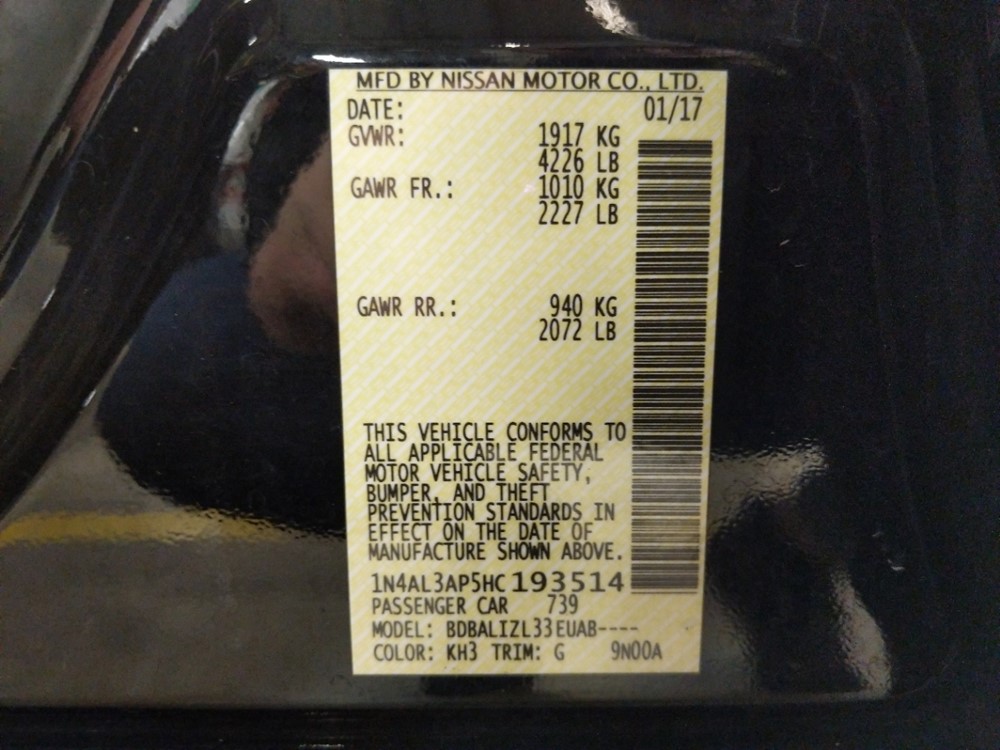 MFD BY NISSAN MOTOR CO., LTD.
DATE: 01/17
GVWR: 1917 KG
4226 LB
GAWR FR.: 1010 KG
2227 LB
GAWR RR.: 940 KG
2072 LB
THIS VEHICLE CONFORMS TO
ALL APPLICABLE FEDERAL
MOTOR VEHICLE SAFETY,
BUMPER, AND THEFT
PREVENTION STANDARDS IN
EFFECT ON THE DATE OF
MANUFACTURE SHOWN ABOVE.
1N4AL3AP5HC193514
PASSENGER CAR 739
MODEL: BDBALIZL33EUAB----
COLOR: KH3 TRIM: G 9N00A